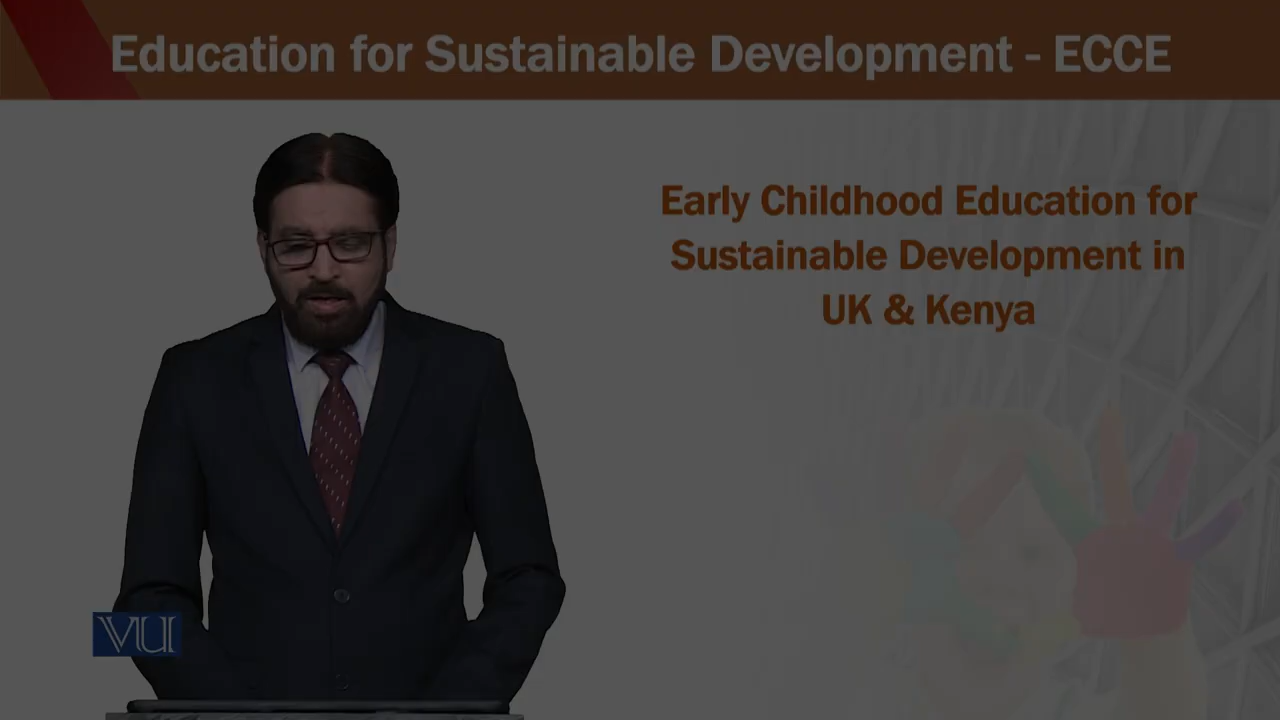 Education for Sustainable Development - ECCE
Early Childhood Education for
Sustainable Development in
UK & Kenya
VU